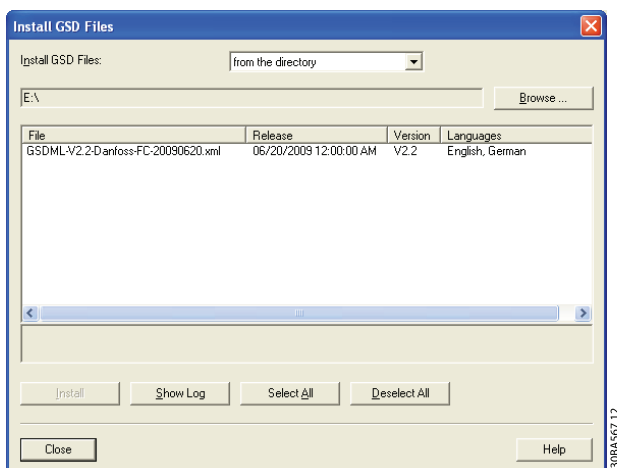 Install GSD Files
Install GSD Files: from the directory
E:\
Browse ...
File Release Version Languages
GSDML-V2.2-Danfoss-FC-20090620.xml 06/20/2009 12:00:00 AM V2.2 English, German
Install Show Log Select All Deselect All
Close Help